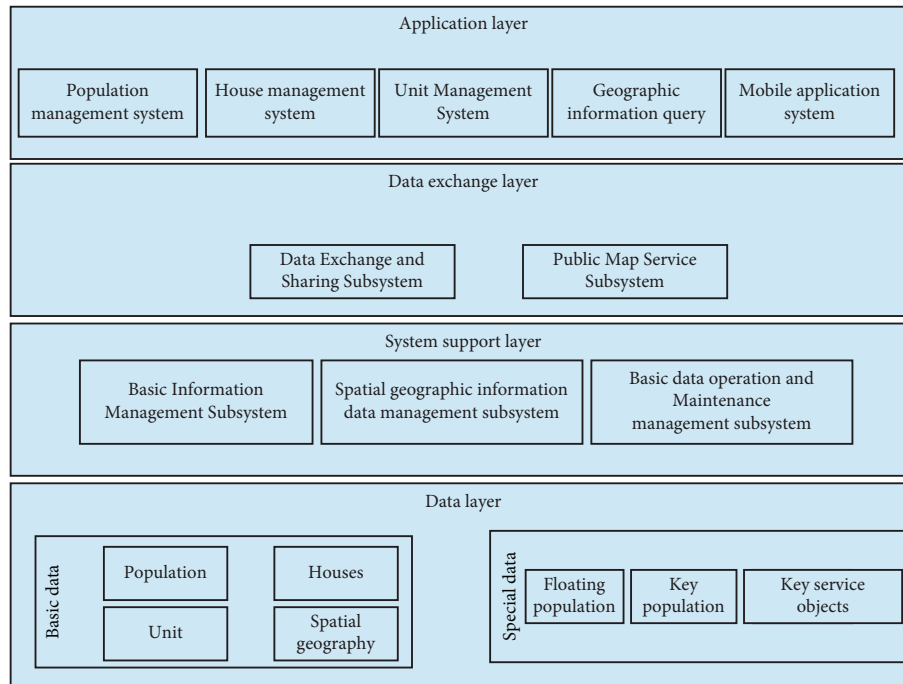 Application layer
Population
management system
House management
system
Unit Management
System
Geographic
information query
Mobile application
system
Data exchange layer
Data Exchange and
Sharing Subsystem
Public Map Service
Subsystem
System support layer
Basic Information
Management Subsystem
Spatial geographic information
data management subsystem
Basic data operation and
Maintenance
management subsystem
Data layer
Basic data
Population
Houses
Unit
Spatial
geography
Special data
Floating
population
Key
population
Key service
objects